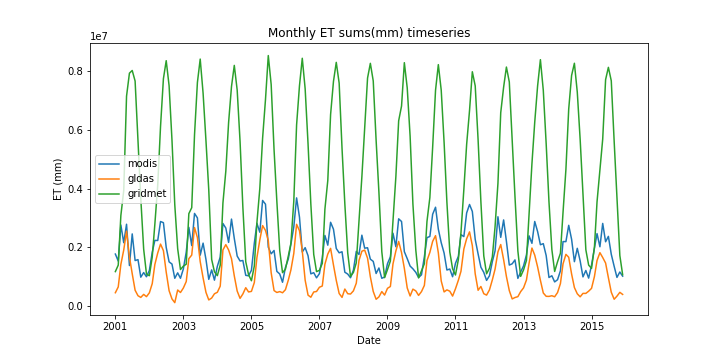 Monthly ET sums(mm) timeseries
1e7
0.8
0.6
0.4
0.2
0.0
ET (mm)
modis
gldas
gridmet
2001 2003 2005 2007 2009 2011 2013 2015
Date